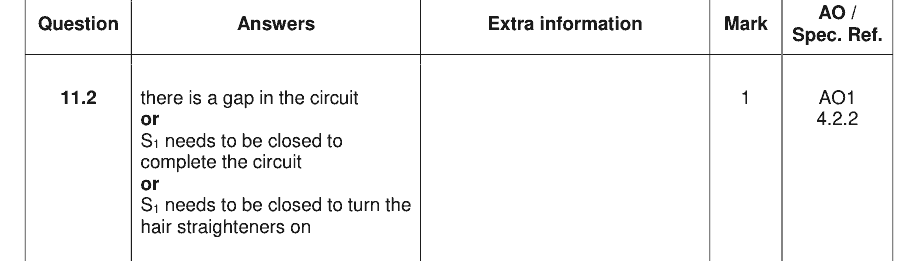 Question Answers Extra information Mark AO / Spec. Ref.
11.2 there is a gap in the circuit 1 AO1
or 4.2.2
S₁ needs to be closed to
complete the circuit
or
S₁ needs to be closed to turn the
hair straighteners on